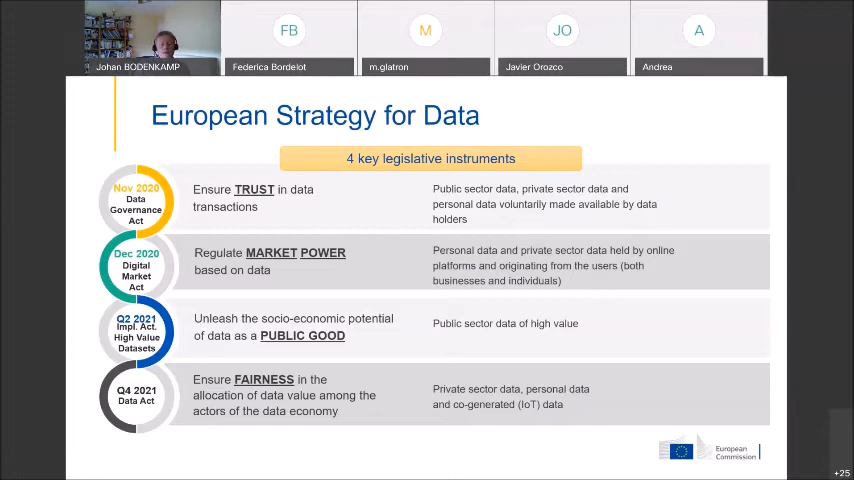 FB
M
JO
A
Johan BODENKAMP
Federica Bordelot
m.glatron
Javier Orozco
Andrea
European Strategy for Data
4 key legislative instruments
Nov 2020
Data
Governance
Act
Ensure TRUST in data
transactions
Public sector data, private sector data and
personal data voluntarily made available by data
holders
Dec 2020
Digital
Market
Act
Regulate MARKET POWER
based on data
Personal data and private sector data held by online
platforms and originating from the users (both
businesses and individuals)
Q2 2021
Impl. Act.
High Value
Datasets
Unleash the socio-economic potential
of data as a PUBLIC GOOD
Public sector data of high value
Q4 2021
Data Act
Ensure FAIRNESS in the
allocation of data value among the
actors of the data economy
Private sector data, personal data
and co-generated (IoT) data
European
Commission
+25